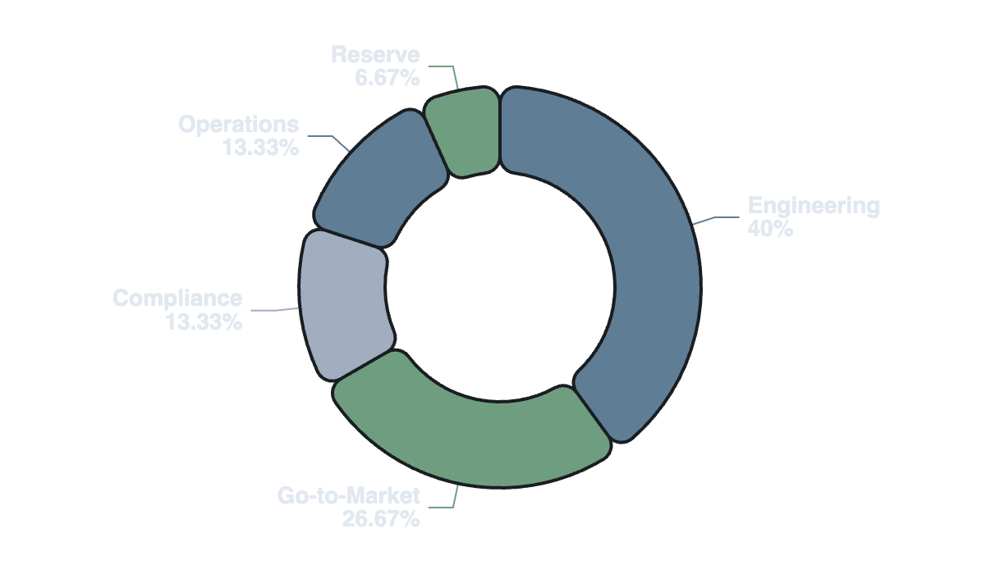 Reserve
6.67%
Operations
13.33%
Engineering
40%
Compliance
13.33%
Go-to-Market
26.67%